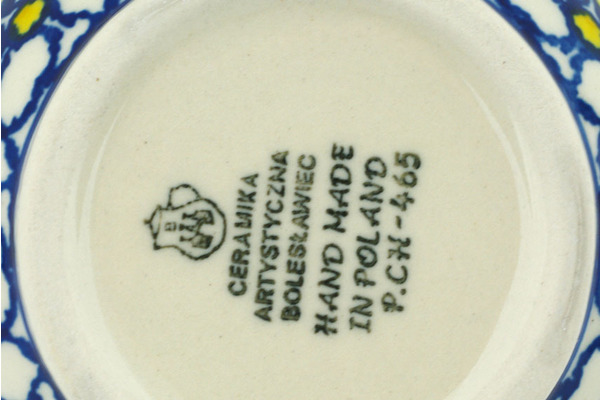 CERAMIKA
ARTYSTYCZNA
BOLESŁAWIEC
HAND MADE
IN POLAND
P.CH-465